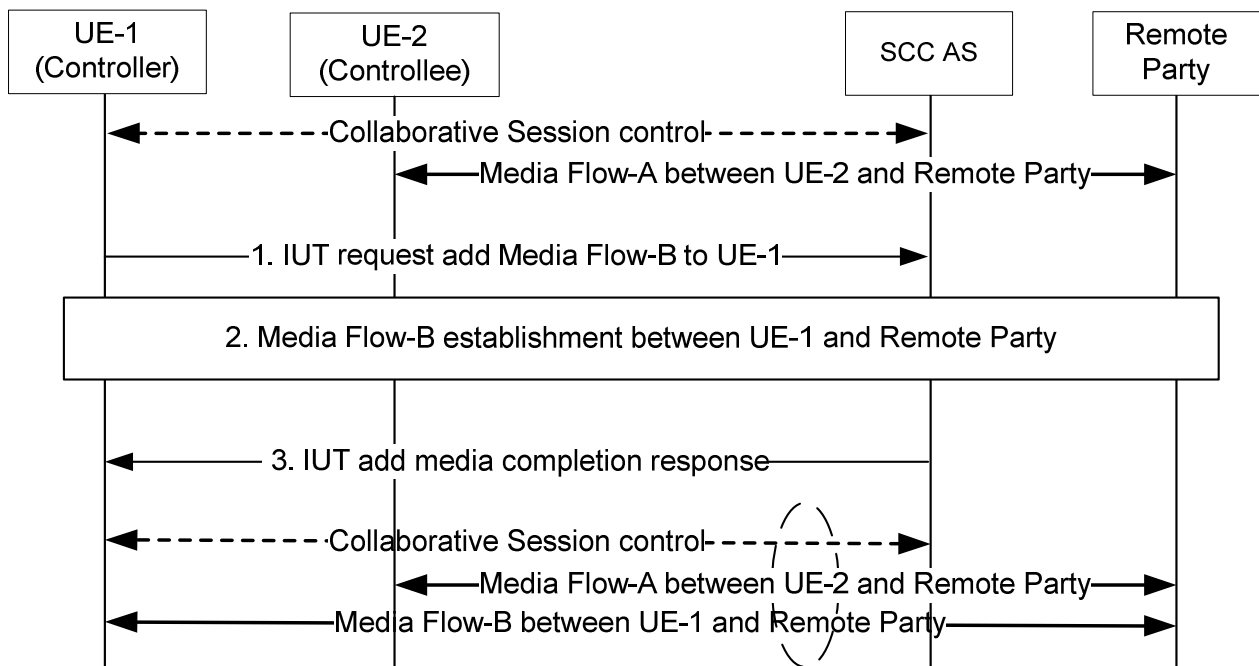 UE-1
(Controller)
UE-2
(Controllee)
SCC AS
Remote
Party
Collaborative Session control
Media Flow-A between UE-2 and Remote Party
1. IUT request add Media Flow-B to UE-1
2. Media Flow-B establishment between UE-1 and Remote Party
3. IUT add media completion response
Collaborative Session control
Media Flow-A between UE-2 and Remote Party
Media Flow-B between UE-1 and Remote Party